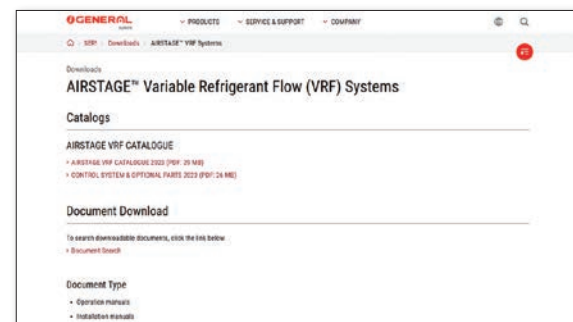 GENERAL
PRODUCTS
SERVICE & SUPPORT
COMPANY
Downloads
AIRSTAGE™ VRF Systems
Downloads
AIRSTAGE™ Variable Refrigerant Flow (VRF) Systems
Catalogs
AIRSTAGE VRF CATALOGUE
AIRSTAGE VRF CATALOGUE 2023 (PDF: 29 MB)
CONTROL SYSTEM & OPTIONAL PARTS 2023 (PDF: 26 MB)
Document Download
To search downloadable documents, click the link below
Document Search
Document Type
• Operation manuals
• Installation manuals